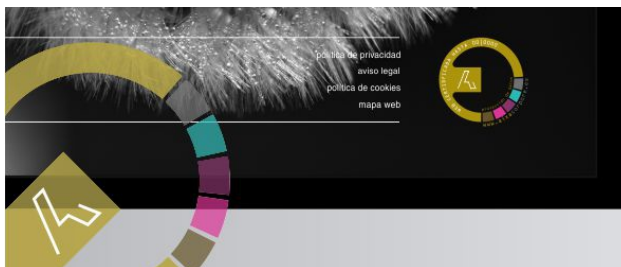 política de privacidad
aviso legal
política de cookies
mapa web